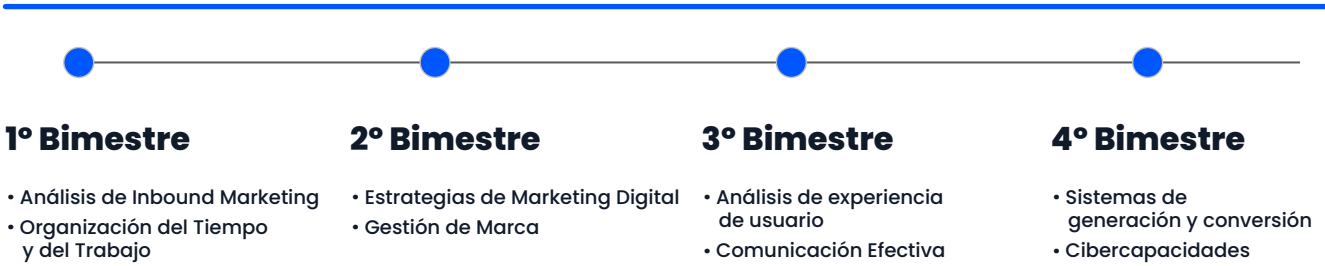 1º Bimestre
• Análisis de Inbound Marketing
• Organización del Tiempo
y del Trabajo
2º Bimestre
• Estrategias de Marketing Digital
• Gestión de Marca
3º Bimestre
• Análisis de experiencia
de usuario
• Comunicación Efectiva
4º Bimestre
• Sistemas de
generación y conversión
• Cibercapacidades